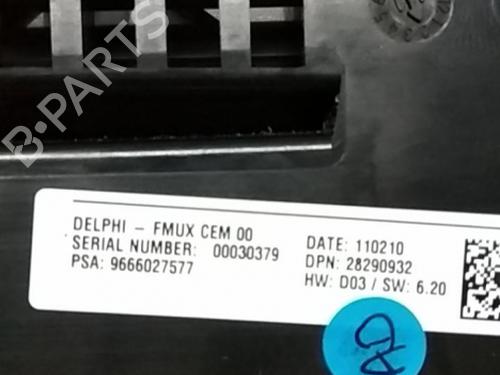 B-PARTS
DELPHI – FMUX CEM 00
SERIAL NUMBER: 00030379
PSA: 9666027577
DATE: 110210
DPN: 28290932
HW: D03 / SW: 6.20